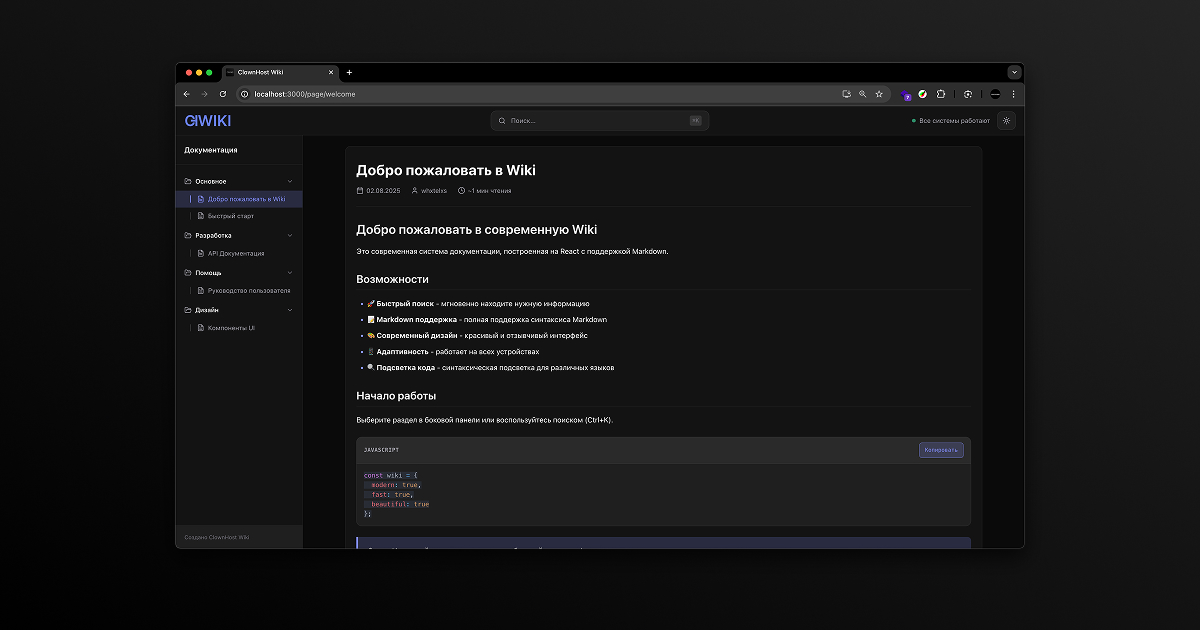 ClownHost Wiki
localhost:3000/page/welcome
GIWIKI
Поиск...
Все системы работают
Документация
Основное
Добро пожаловать в Wiki
Быстрый старт
Разработка
API Документация
Помощь
Руководство пользователя
Дизайн
Компоненты UI
Создано ClownHost Wiki
Добро пожаловать в Wiki
02.08.2025 whxtelxs ~1 мин чтения
Добро пожаловать в современную Wiki
Это современная система документации, построенная на React с поддержкой Markdown.
Возможности
• 🚀 Быстрый поиск - мгновенно находите нужную информацию
• 📝 Markdown поддержка - полная поддержка синтаксиса Markdown
• 🎨 Современный дизайн - красивый и отзывчивый интерфейс
• 📱 Адаптивность - работает на всех устройствах
• 🔍 Подсветка кода - синтаксическая подсветка для различных языков
Начало работы
Выберите раздел в боковой панели или воспользуйтесь поиском (Ctrl+K).
JAVASCRIPT
Копировать
const wiki = {
modern: true,
fast: true,
beautiful: true
};